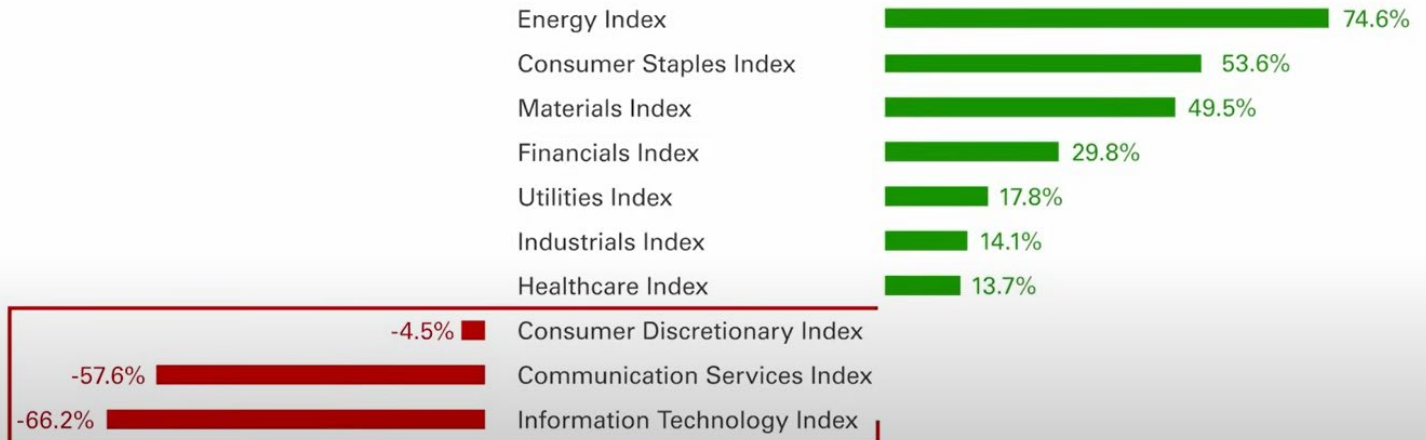 Energy Index 74.6%
Consumer Staples Index 53.6%
Materials Index 49.5%
Financials Index 29.8%
Utilities Index 17.8%
Industrials Index 14.1%
Healthcare Index 13.7%
-4.5% Consumer Discretionary Index
-57.6% Communication Services Index
-66.2% Information Technology Index